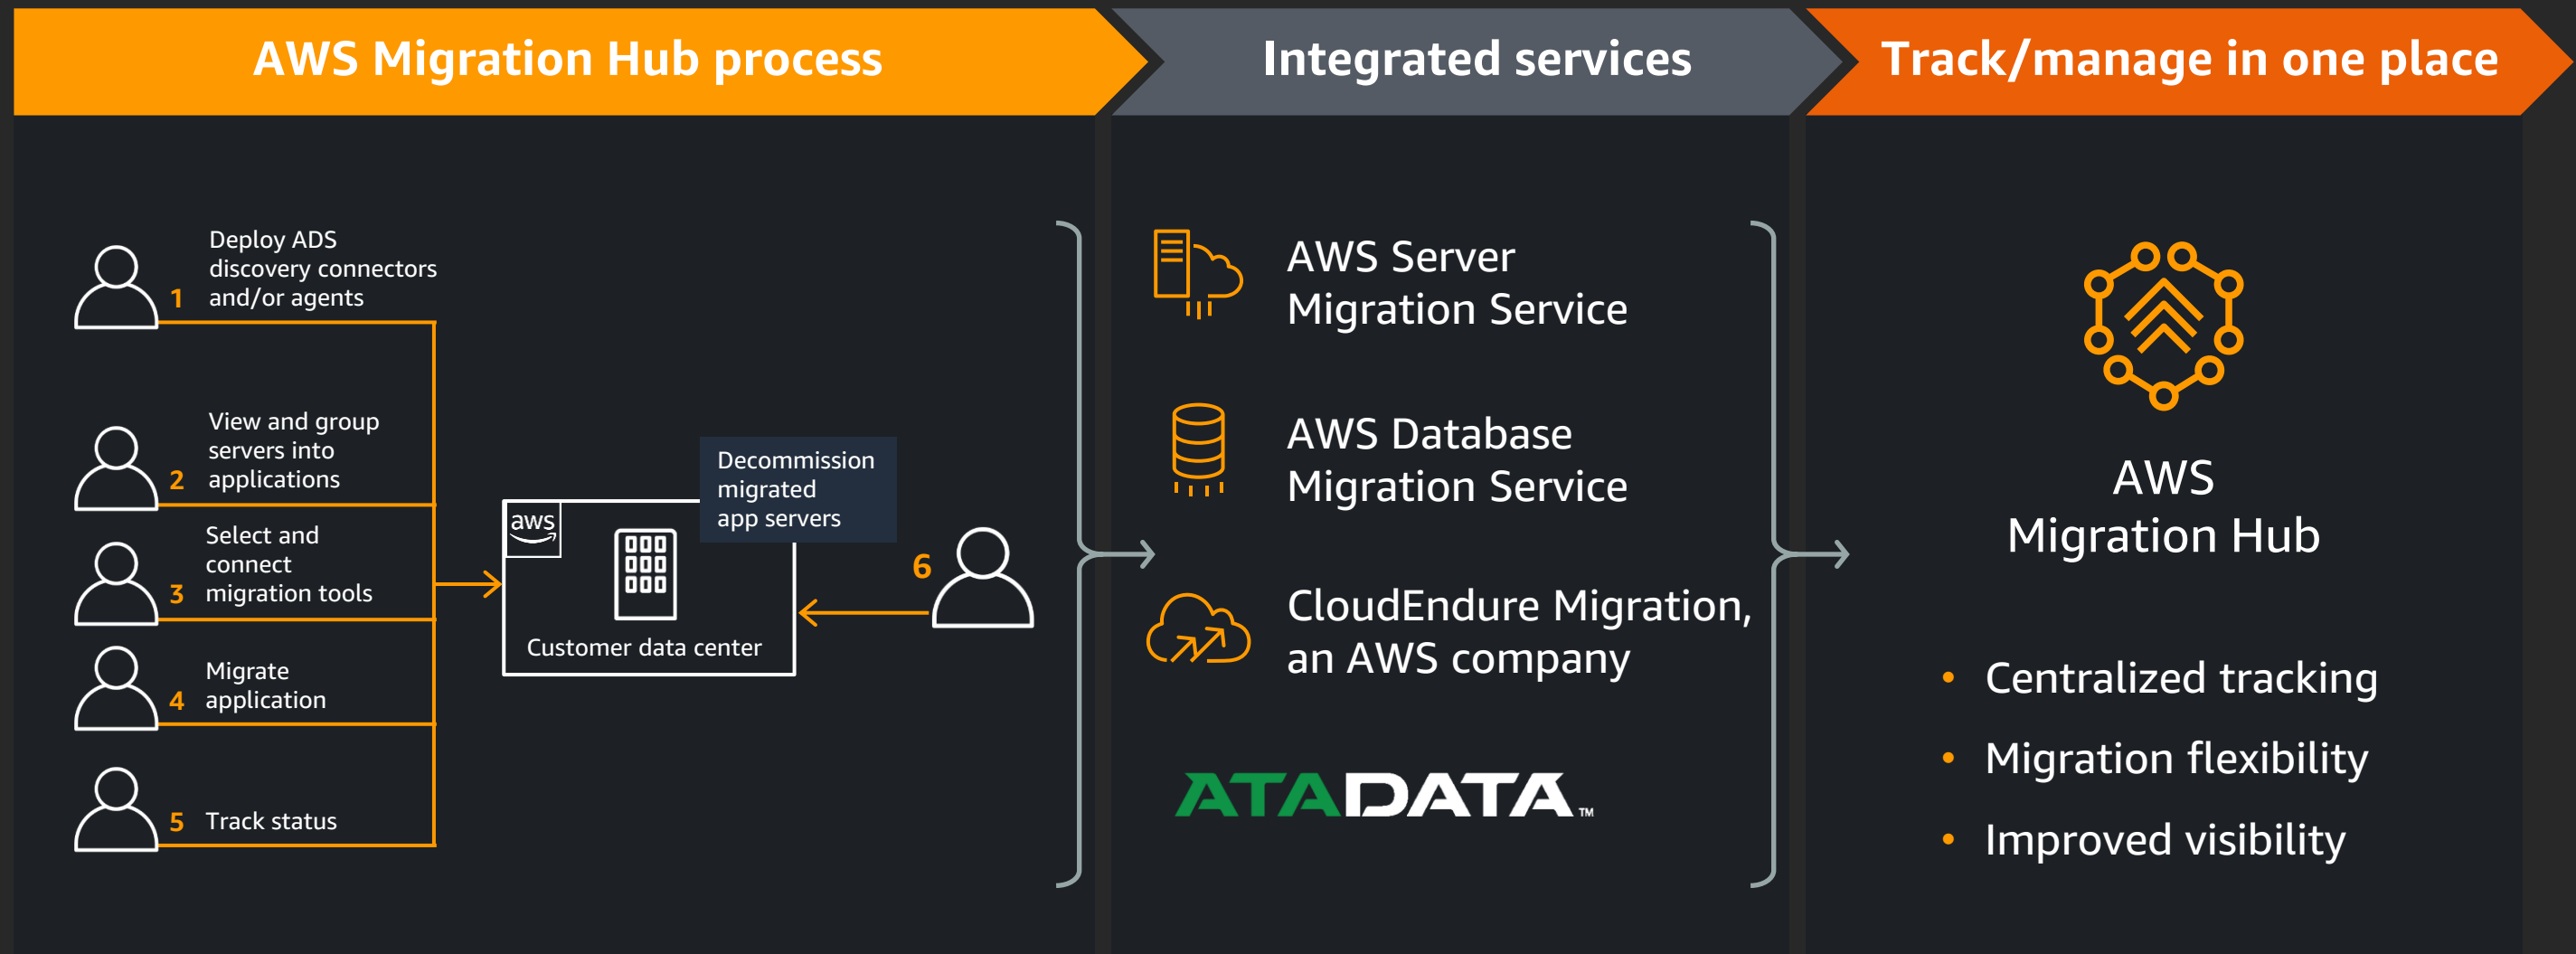 AWS Migration Hub process
Integrated services
Track/manage in one place
Deploy ADS
discovery connectors
1 and/or agents
View and group
servers into
2 applications
Select and
connect
3 migration tools
Migrate
4 application
5 Track status
aws
Customer data center
Decommission
migrated
app servers
6
AWS Server
Migration Service
AWS Database
Migration Service
CloudEndure Migration,
an AWS company
ATADATA™
AWS
Migration Hub
• Centralized tracking
• Migration flexibility
• Improved visibility